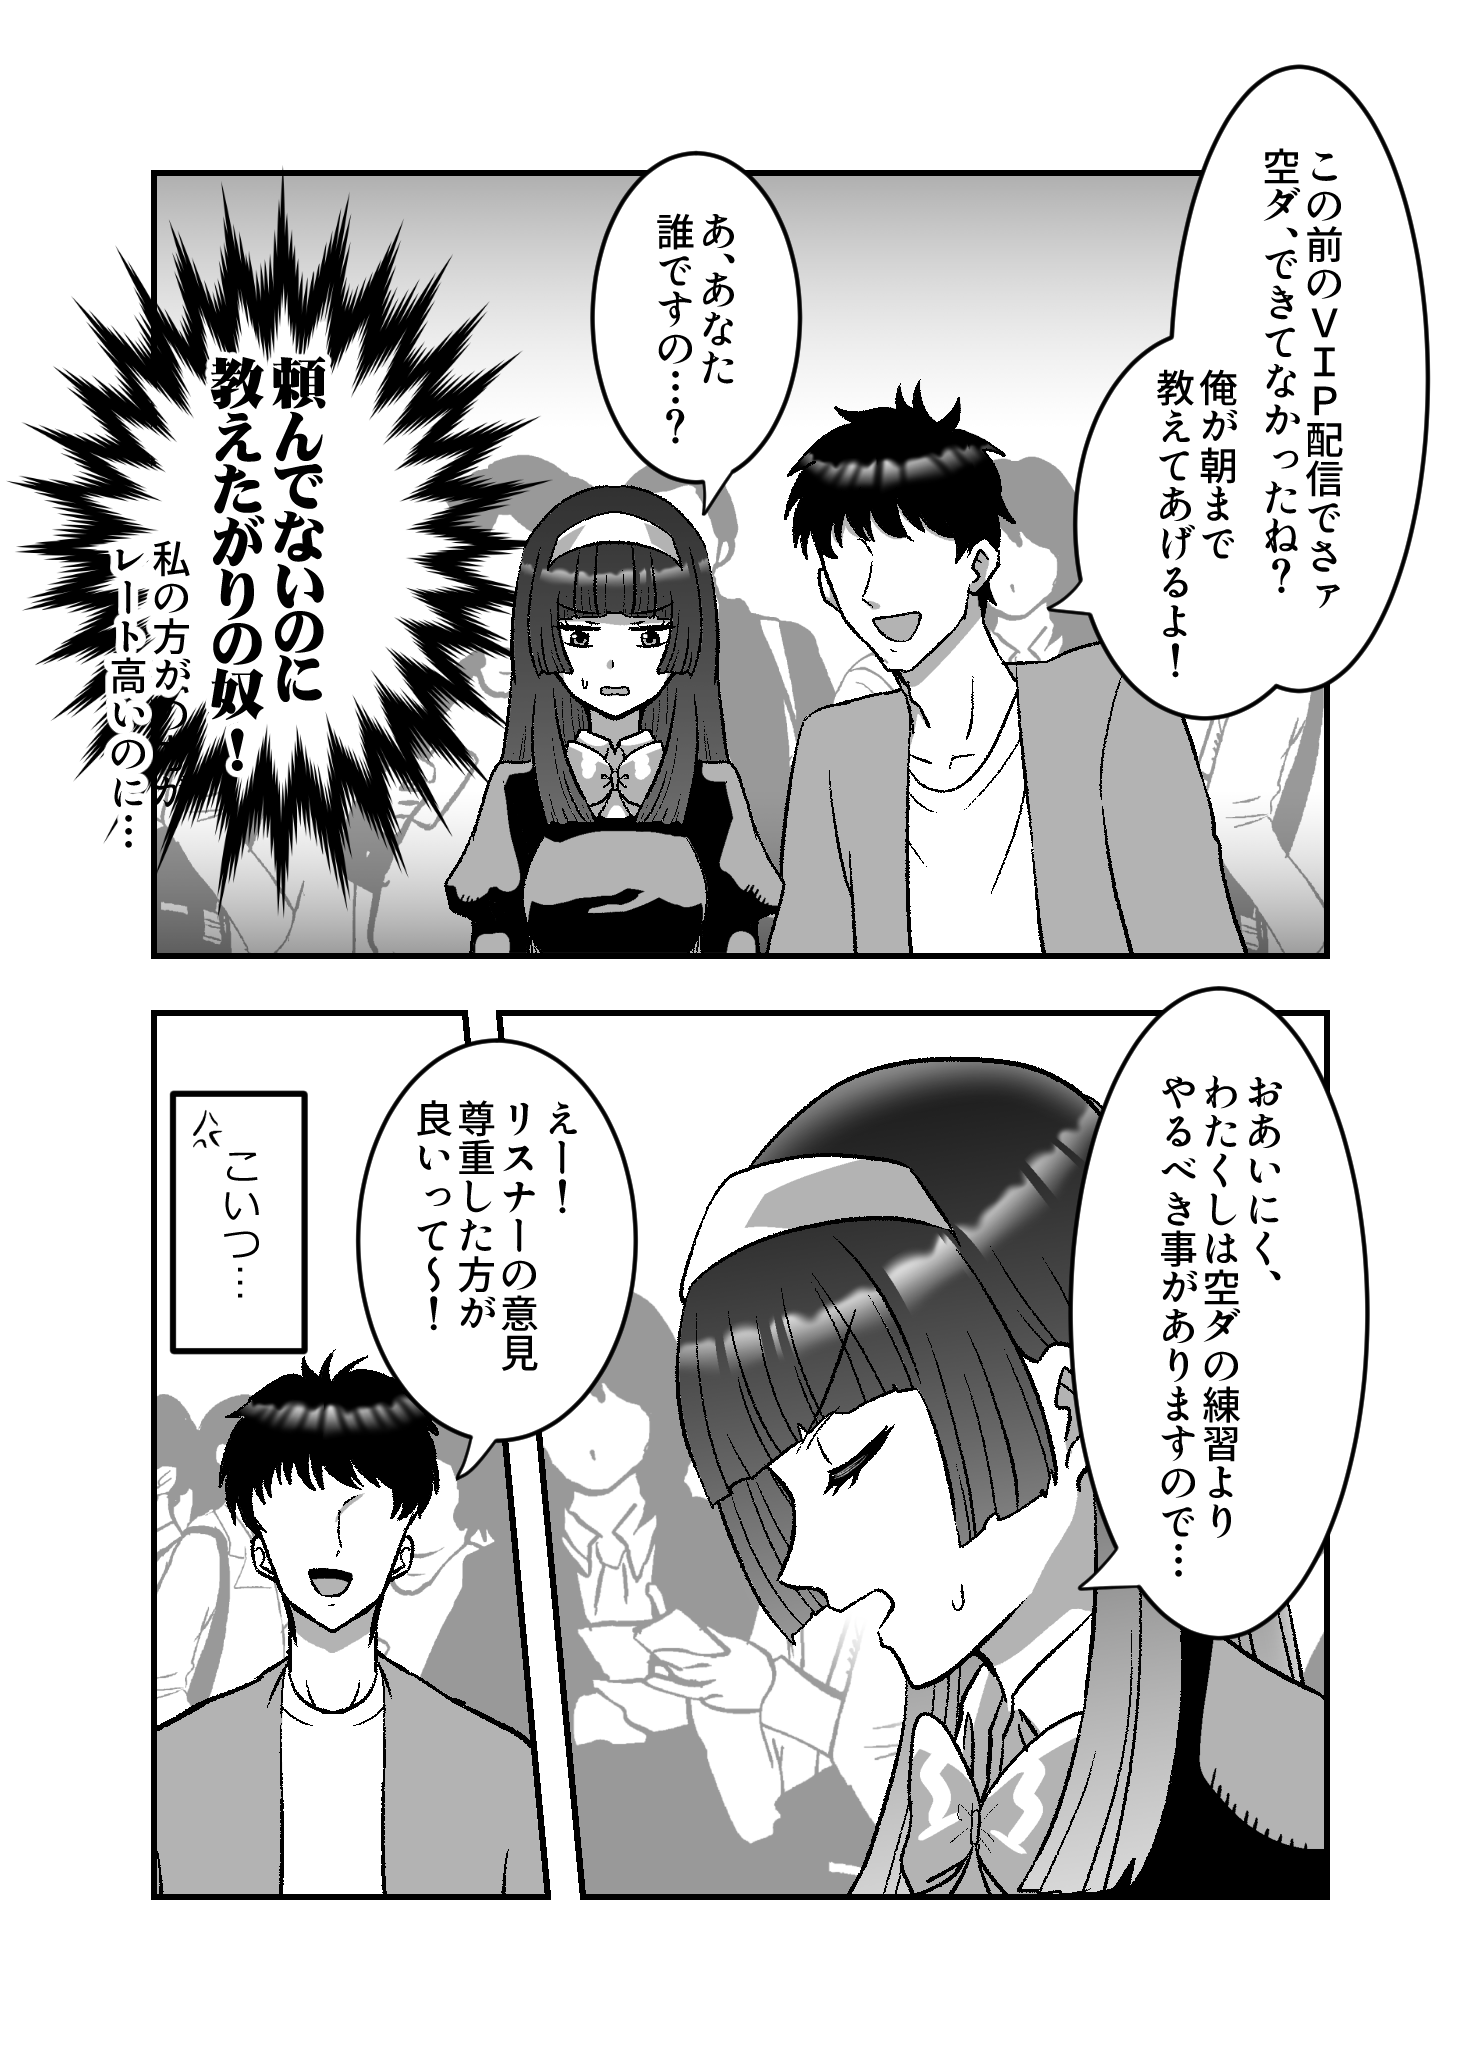 この前のＶＩＰ配信でさァ
空ダ、できてなかったね？
俺が朝まで
教えてあげるよ！
あ、あなた
誰ですの…？
頼んでないのに
教えたがりの奴！
私の方が、
レート高いのに…
おあいにく、
わたくしは空ダの練習より
やるべき事がありますので…
えー！
リスナーの意見
尊重した方が
良いって～！
こいつ…